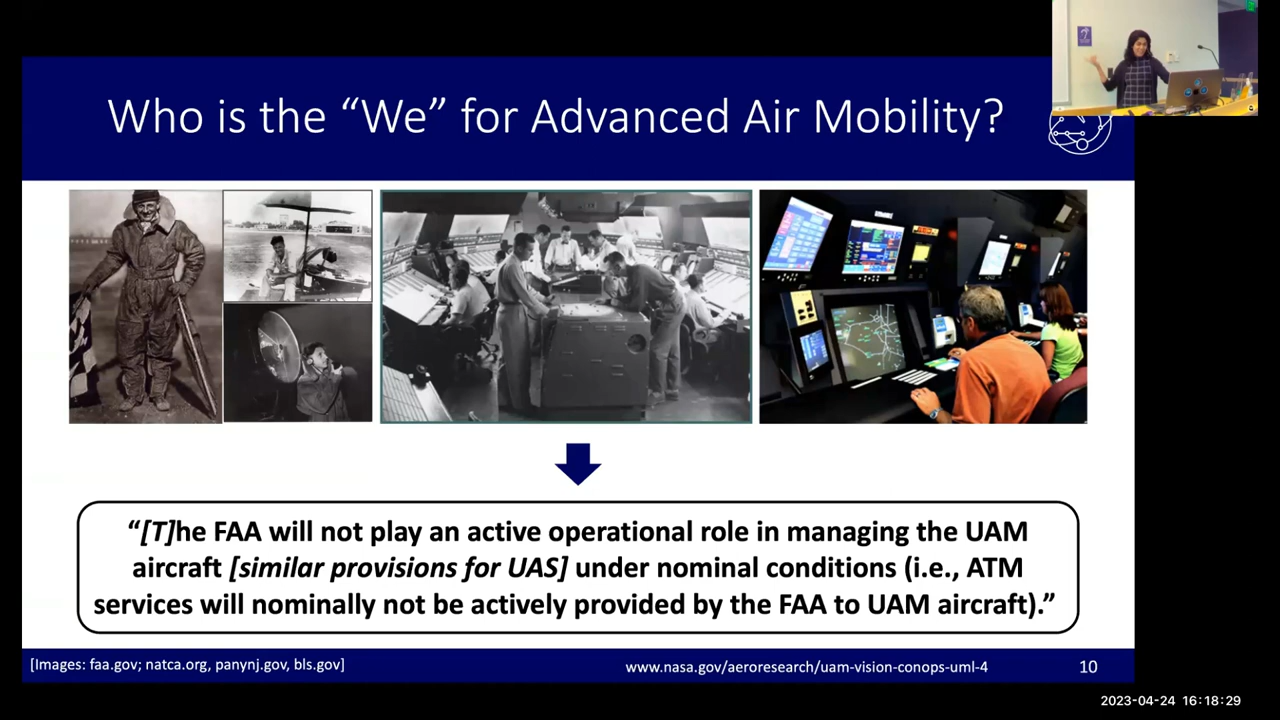 Who is the “We” for Advanced Air Mobility?
“[T]he FAA will not play an active operational role in managing the UAM
aircraft [similar provisions for UAS] under nominal conditions (i.e., ATM
services will nominally not be actively provided by the FAA to UAM aircraft).”
[Images: faa.gov; natca.org, panynj.gov, bls.gov]
www.nasa.gov/aeroresearch/uam-vision-conops-uml-4
10
2023-04-24 16:18:29